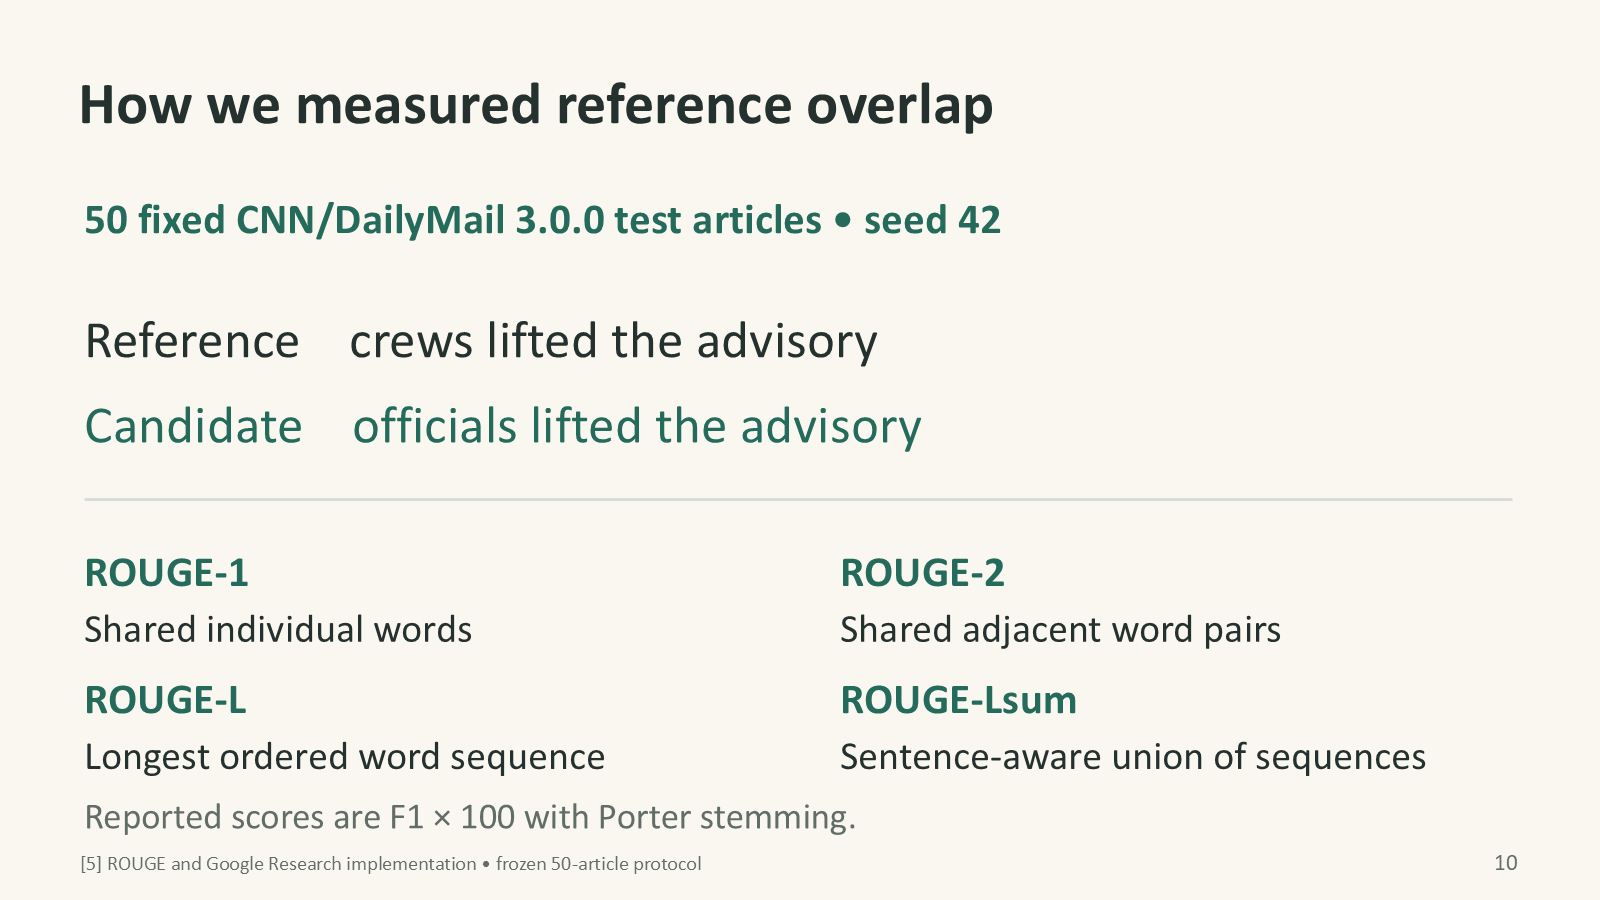 How we measured reference overlap
50 fixed CNN/DailyMail 3.0.0 test articles • seed 42
Reference crews lifted the advisory
Candidate officials lifted the advisory
ROUGE-1
Shared individual words
ROUGE-2
Shared adjacent word pairs
ROUGE-L
Longest ordered word sequence
ROUGE-Lsum
Sentence-aware union of sequences
Reported scores are F1 × 100 with Porter stemming.
[5] ROUGE and Google Research implementation • frozen 50-article protocol
10